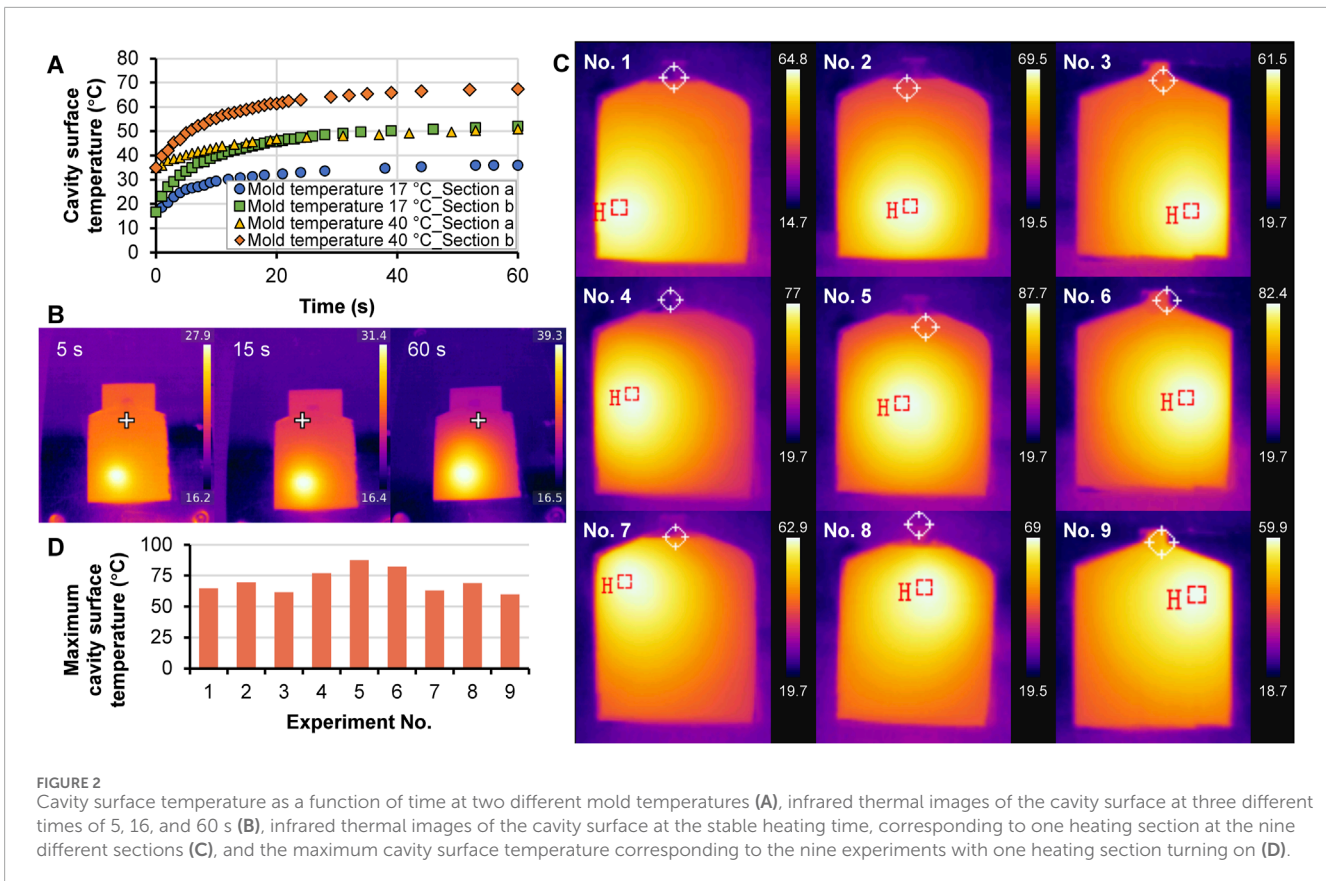 A
Cavity surface
temperature (°C)
80
70
60
50
40
30
20
10
0
Mold temperature 17 °C_Section a
Mold temperature 17 °C_Section b
Mold temperature 40 °C_Section a
Mold temperature 40 °C_Section b
0 20 40 60
Time (s)
B
5 s 27.9 16.2
15 s 31.4 16.4
60 s 39.3 16.5
C
No. 1 64.8 H 14.7
No. 2 69.5 H 19.5
No. 3 61.5 H 19.7
No. 4 77 H 19.7
No. 5 87.7 H 19.7
No. 6 82.4 H 19.7
No. 7 62.9 H 19.7
No. 8 69 H 19.5
No. 9 59.9 H 18.7
D
Maximum
cavity surface
temperature (°C)
100
75
50
25
0
1 2 3 4 5 6 7 8 9
Experiment No.
FIGURE 2
Cavity surface temperature as a function of time at two different mold temperatures (A), infrared thermal images of the cavity surface at three different
times of 5, 16, and 60 s (B), infrared thermal images of the cavity surface at the stable heating time, corresponding to one heating section at the nine
different sections (C), and the maximum cavity surface temperature corresponding to the nine experiments with one heating section turning on (D).